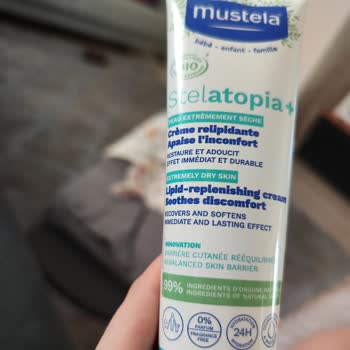 mustela
bébé - enfant - famille
BIO
Stelatopia+
PEAU EXTRÊMEMENT SÈCHE
Crème relipidante
Apaise l'inconfort
RESTAURE ET ADOUCIT
EFFET IMMÉDIAT ET DURABLE
EXTREMELY DRY SKIN
Lipid-replenishing cream
Soothes discomfort
RECOVERS AND SOFTENS
IMMEDIATE AND LASTING EFFECT
INNOVATION
BARRIÈRE CUTANÉE RÉÉQUILIBRÉE
REBALANCED SKIN BARRIER
99% INGRÉDIENTS D'ORIGINE
INGREDIENTS OF NATURAL
0%
PARFUM
FRAGRANCE
FREE
HYDRATATION
24H
HYDRATION